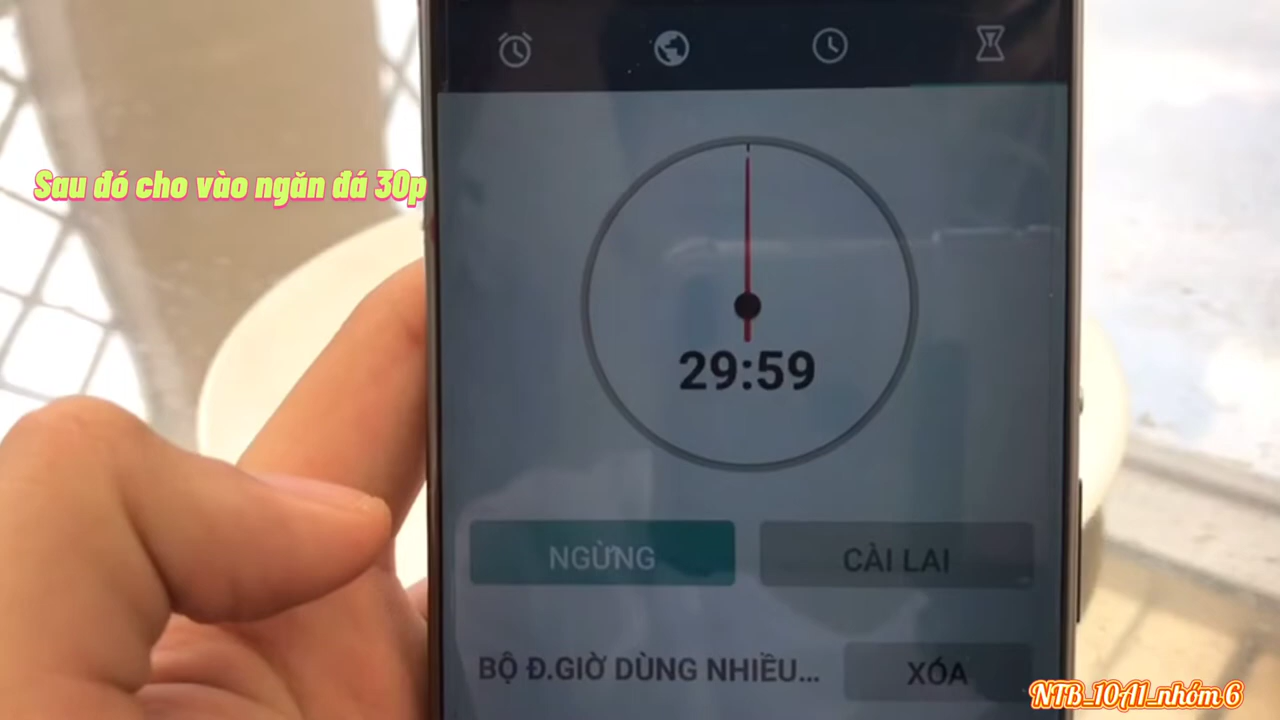 Sau đó cho vào ngăn đá 30p
29:59
NGỪNG
CÀI LẠI
BỘ Đ.GIỜ DÙNG NHIỀU...
XÓA
NTB_10A1_nhóm 6